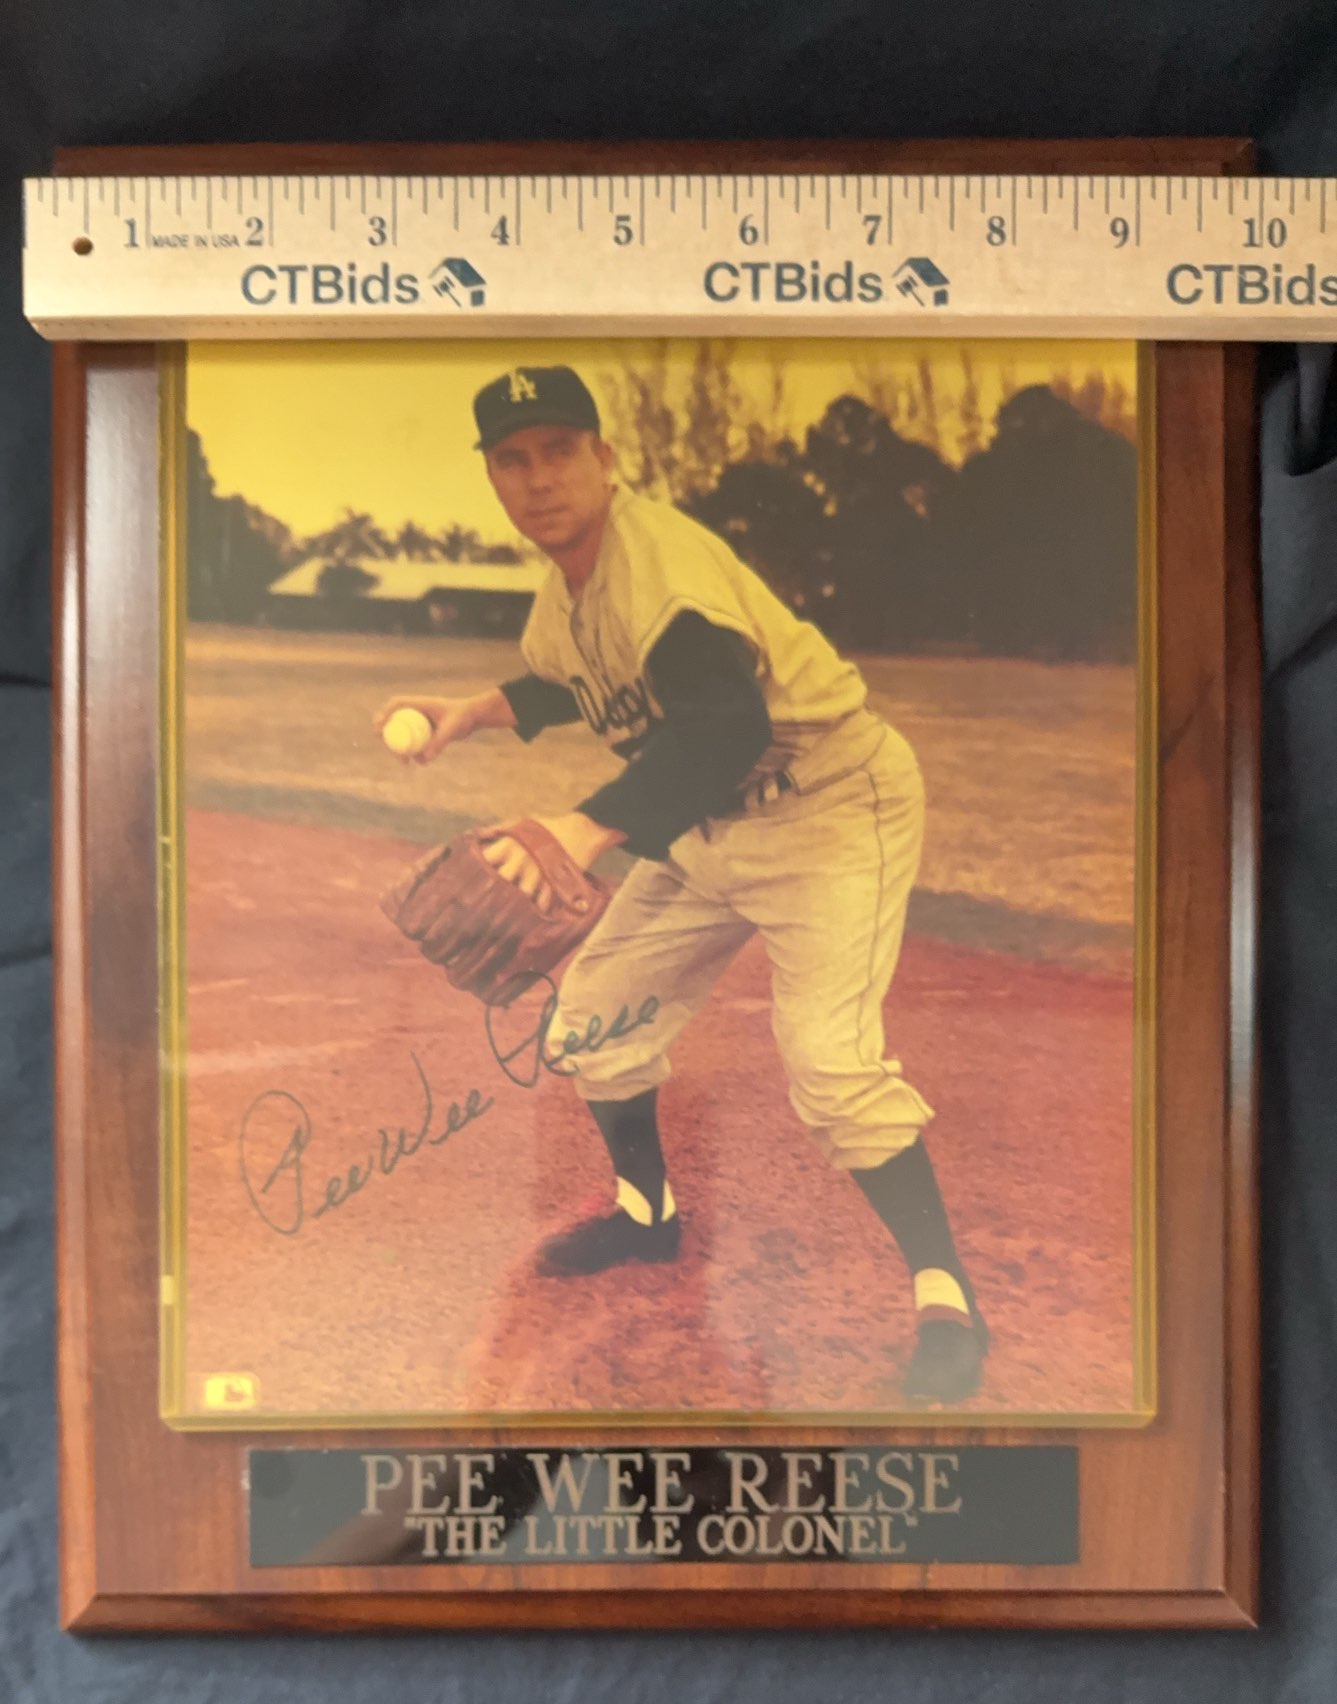 1 MADE IN USA 2 3 4 5 6 7 8 9 10
CTBids CTBids CTBids
LA
Dodgers
Pee Wee Reese
PEE WEE REESE
"THE LITTLE COLONEL"